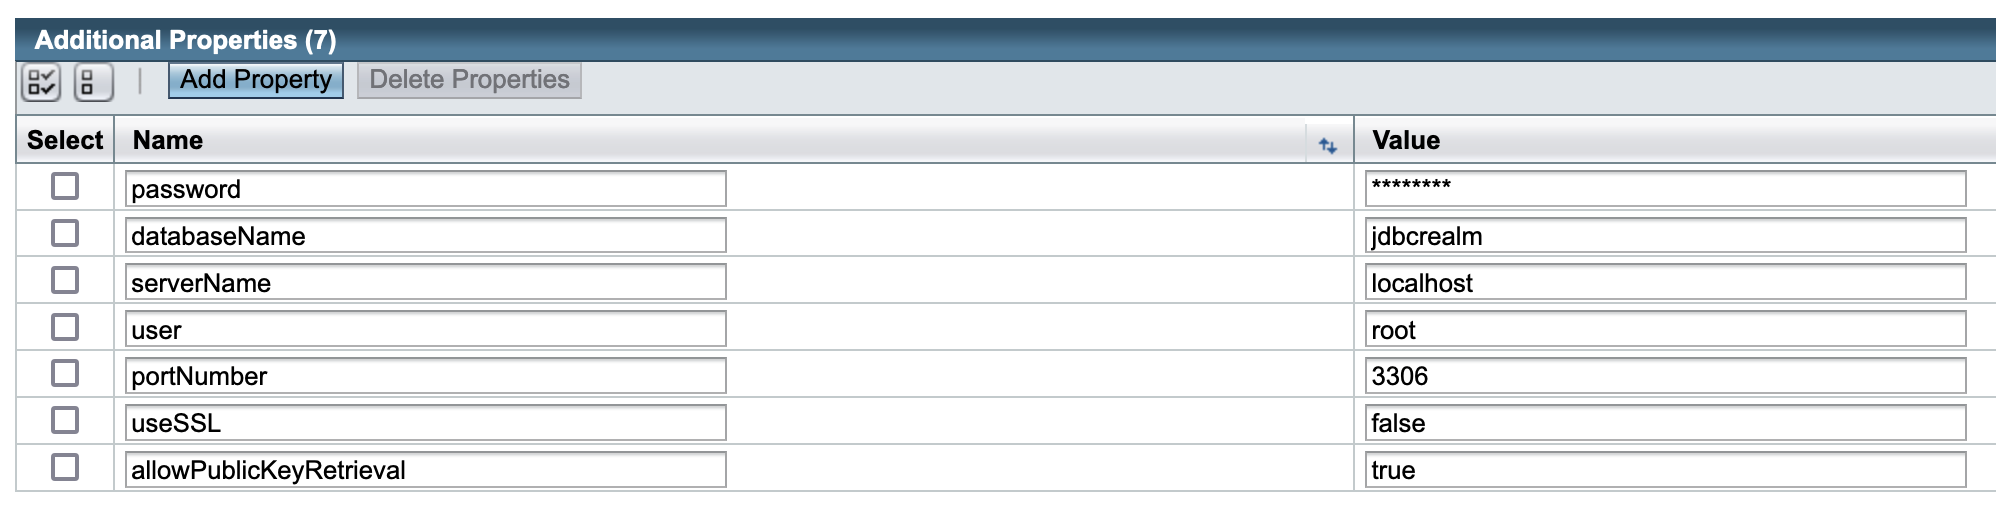 Additional Properties (7)
Add Property Delete Properties
Select Name Value
password ********
databaseName jdbcrealm
serverName localhost
user root
portNumber 3306
useSSL false
allowPublicKeyRetrieval true